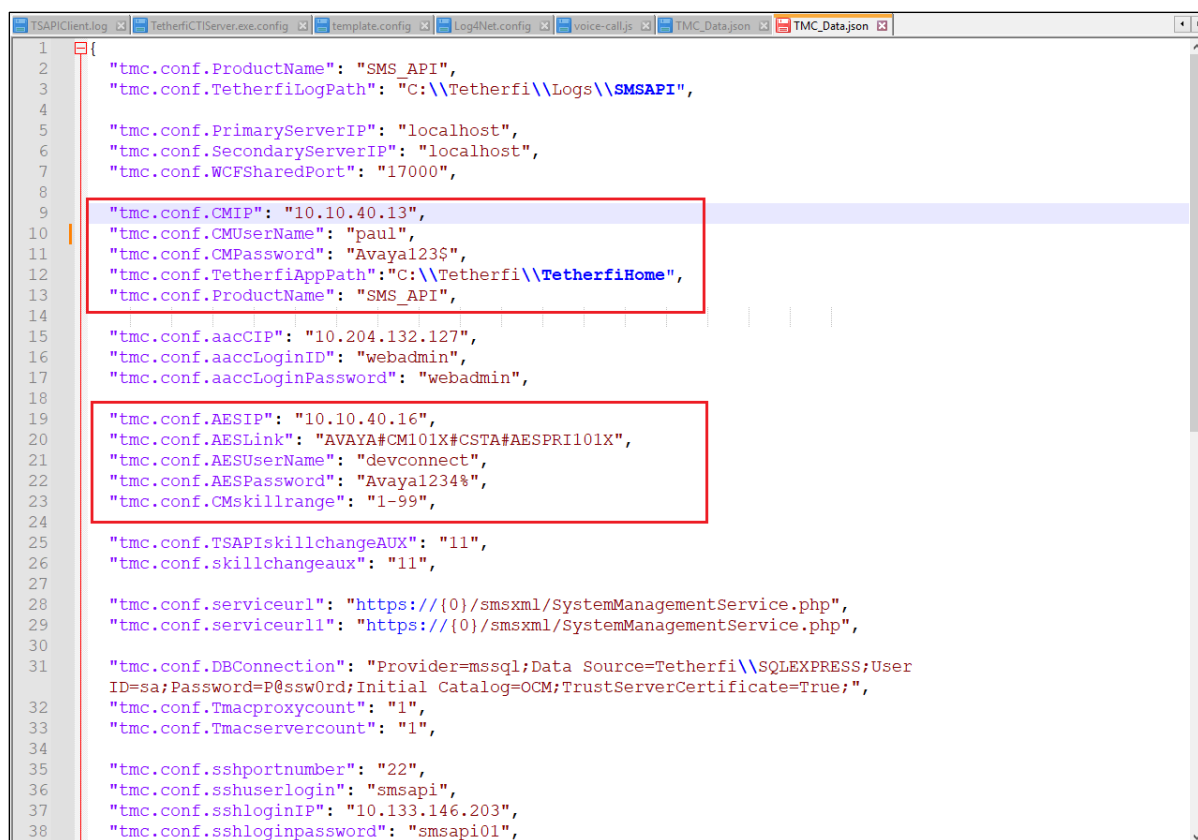 TSAPIClient.log TetherfiCTIServer.exe.config template.config Log4Net.config voice-call.js TMC_Data.json TMC_Data.json
1 {
2 "tmc.conf.ProductName": "SMS_API",
3 "tmc.conf.TetherfiLogPath": "C:\\Tetherfi\\Logs\\SMSAPI",
4
5 "tmc.conf.PrimaryServerIP": "localhost",
6 "tmc.conf.SecondaryServerIP": "localhost",
7 "tmc.conf.WCFSharedPort": "17000",
8
9 "tmc.conf.CMIP": "10.10.40.13",
10 "tmc.conf.CMUserName": "paul",
11 "tmc.conf.CMPassword": "Avaya123$",
12 "tmc.conf.TetherfiAppPath":"C:\\Tetherfi\\TetherfiHome",
13 "tmc.conf.ProductName": "SMS_API",
14
15 "tmc.conf.aacCIP": "10.204.132.127",
16 "tmc.conf.aaccLoginID": "webadmin",
17 "tmc.conf.aaccLoginPassword": "webadmin",
18
19 "tmc.conf.AESIP": "10.10.40.16",
20 "tmc.conf.AESLink": "AVAYA#CM101X#CSTA#AESPRI101X",
21 "tmc.conf.AESUserName": "devconnect",
22 "tmc.conf.AESPassword": "Avaya1234%",
23 "tmc.conf.CMskillrange": "1-99",
24
25 "tmc.conf.TSAPIskillchangeAUX": "11",
26 "tmc.conf.skillchangeaux": "11",
27
28 "tmc.conf.serviceurl": "https://{0}/smsxml/SystemManagementService.php",
29 "tmc.conf.serviceurl1": "https://{0}/smsxml/SystemManagementService.php",
30
31 "tmc.conf.DBConnection": "Provider=mssql;Data Source=Tetherfi\\SQLEXPRESS;User
ID=sa;Password=P@ssw0rd;Initial Catalog=OCM;TrustServerCertificate=True;",
32 "tmc.conf.Tmacproxycount": "1",
33 "tmc.conf.Tmacservercount": "1",
34
35 "tmc.conf.sshportnumber": "22",
36 "tmc.conf.sshuserlogin": "smsapi",
37 "tmc.conf.sshloginIP": "10.133.146.203",
38 "tmc.conf.sshloginpassword": "smsapi01",